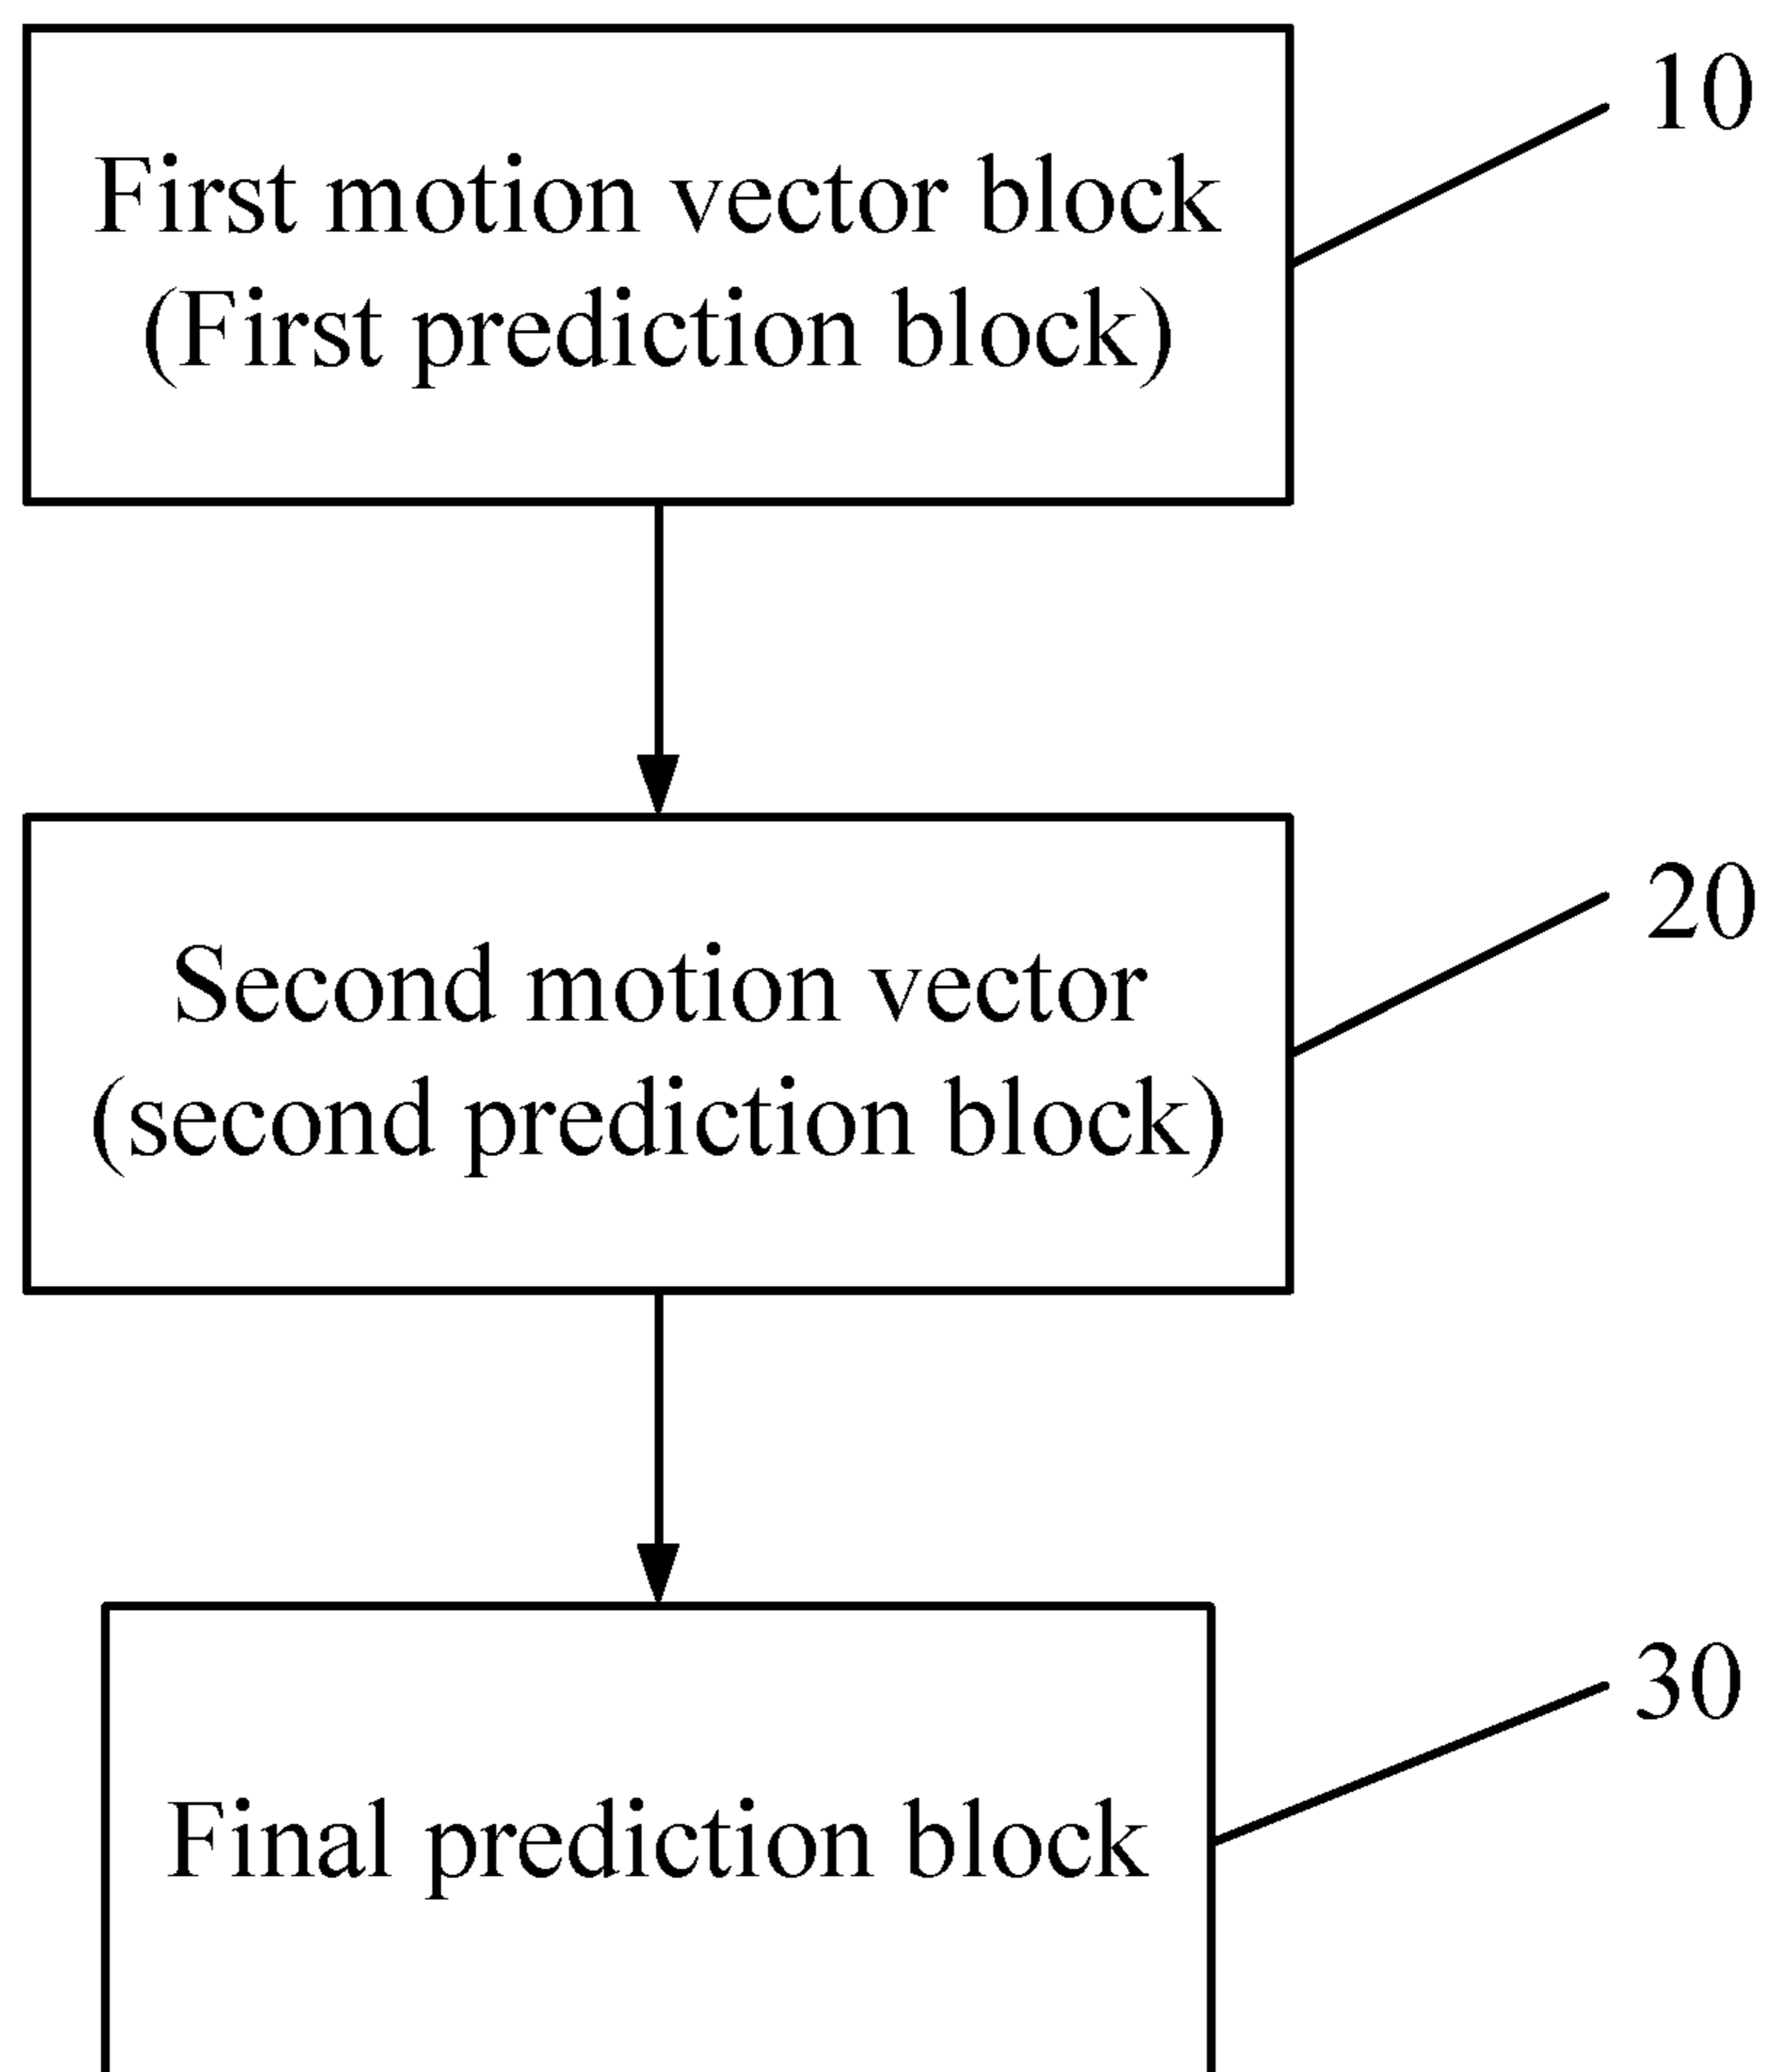 First motion vector block
(First prediction block)
10
Second motion vector
(second prediction block)
20
Final prediction block
30